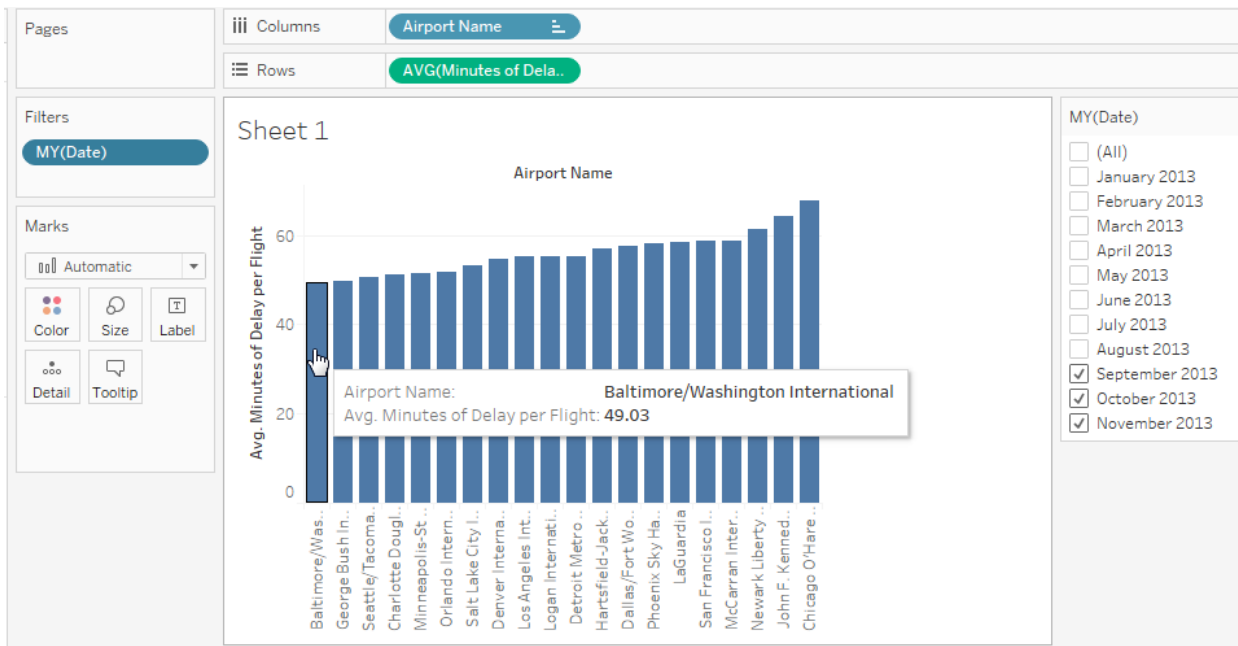 Pages
Columns
Airport Name
Rows
AVG(Minutes of Dela..
Filters
MY(Date)
Marks
Automatic
Color
Size
T
Label
Detail
Tooltip
Sheet 1
Airport Name
Avg. Minutes of Delay per Flight
60
40
20
0
Airport Name: Baltimore/Washington International
Avg. Minutes of Delay per Flight: 49.03
Baltimore/Was..
George Bush In..
Seattle/Tacoma..
Charlotte Dougl..
Minneapolis-St ..
Orlando Intern..
Salt Lake City I..
Denver Interna..
Los Angeles Int..
Logan Internati..
Detroit Metro ..
Hartsfield-Jack..
Dallas/Fort Wo..
Phoenix Sky Ha..
LaGuardia
San Francisco I..
McCarran Inter..
Newark Liberty ..
John F. Kenned..
Chicago O'Hare ..
MY(Date)
(All)
January 2013
February 2013
March 2013
April 2013
May 2013
June 2013
July 2013
August 2013
September 2013
October 2013
November 2013